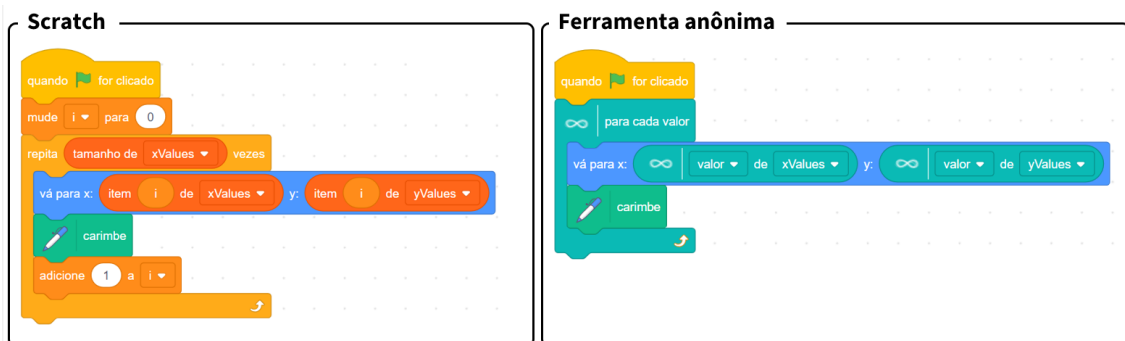 Scratch
quando for clicado
mude i para 0
repita tamanho de xValues vezes
vá para x: item i de xValues y: item i de yValues
carimbe
adicione 1 a i
Ferramenta anônima
quando for clicado
para cada valor
vá para x: valor de xValues y: valor de yValues
carimbe